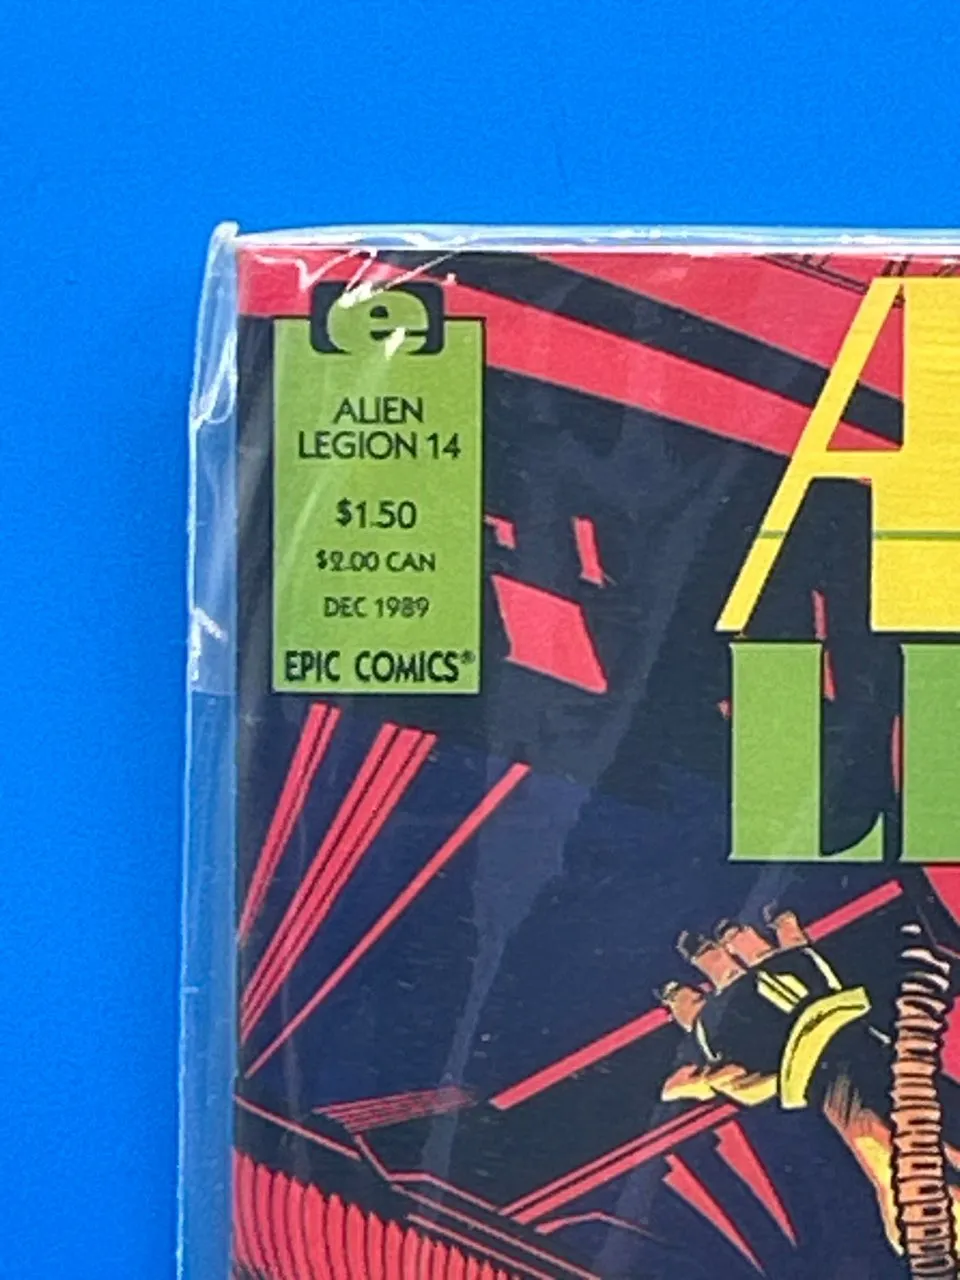 e
ALIEN
LEGION 14
$1.50
$2.00 CAN
DEC 1989
EPIC COMICS®
A
L